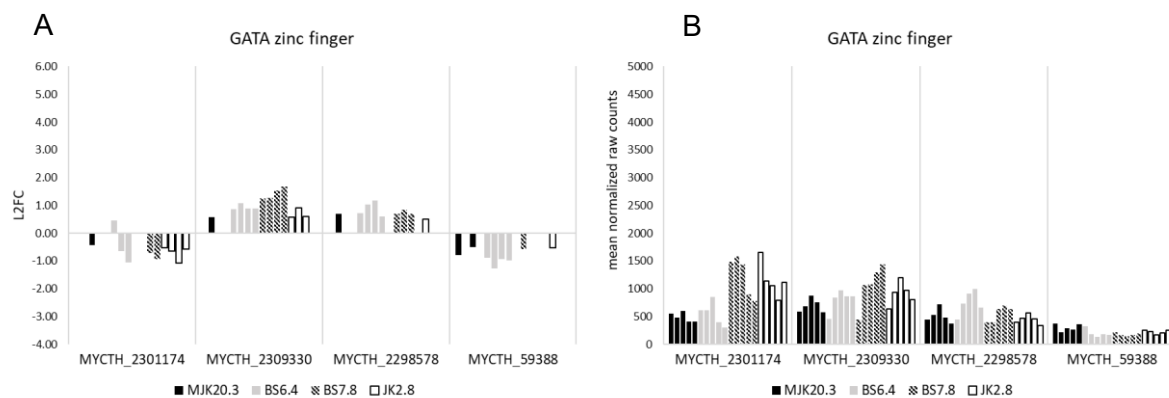 A
GATA zinc finger
L2FC
6.00
5.00
4.00
3.00
2.00
1.00
0.00
-1.00
-2.00
-3.00
-4.00
MYCTH_2301174 MYCTH_2309330 MYCTH_2298578 MYCTH_59388
MJK20.3 BS6.4 BS7.8 JK2.8
B
GATA zinc finger
mean normalized raw counts
5000
4500
4000
3500
3000
2500
2000
1500
1000
500
0
MYCTH_2301174 MYCTH_2309330 MYCTH_2298578 MYCTH_59388
MJK20.3 BS6.4 BS7.8 JK2.8